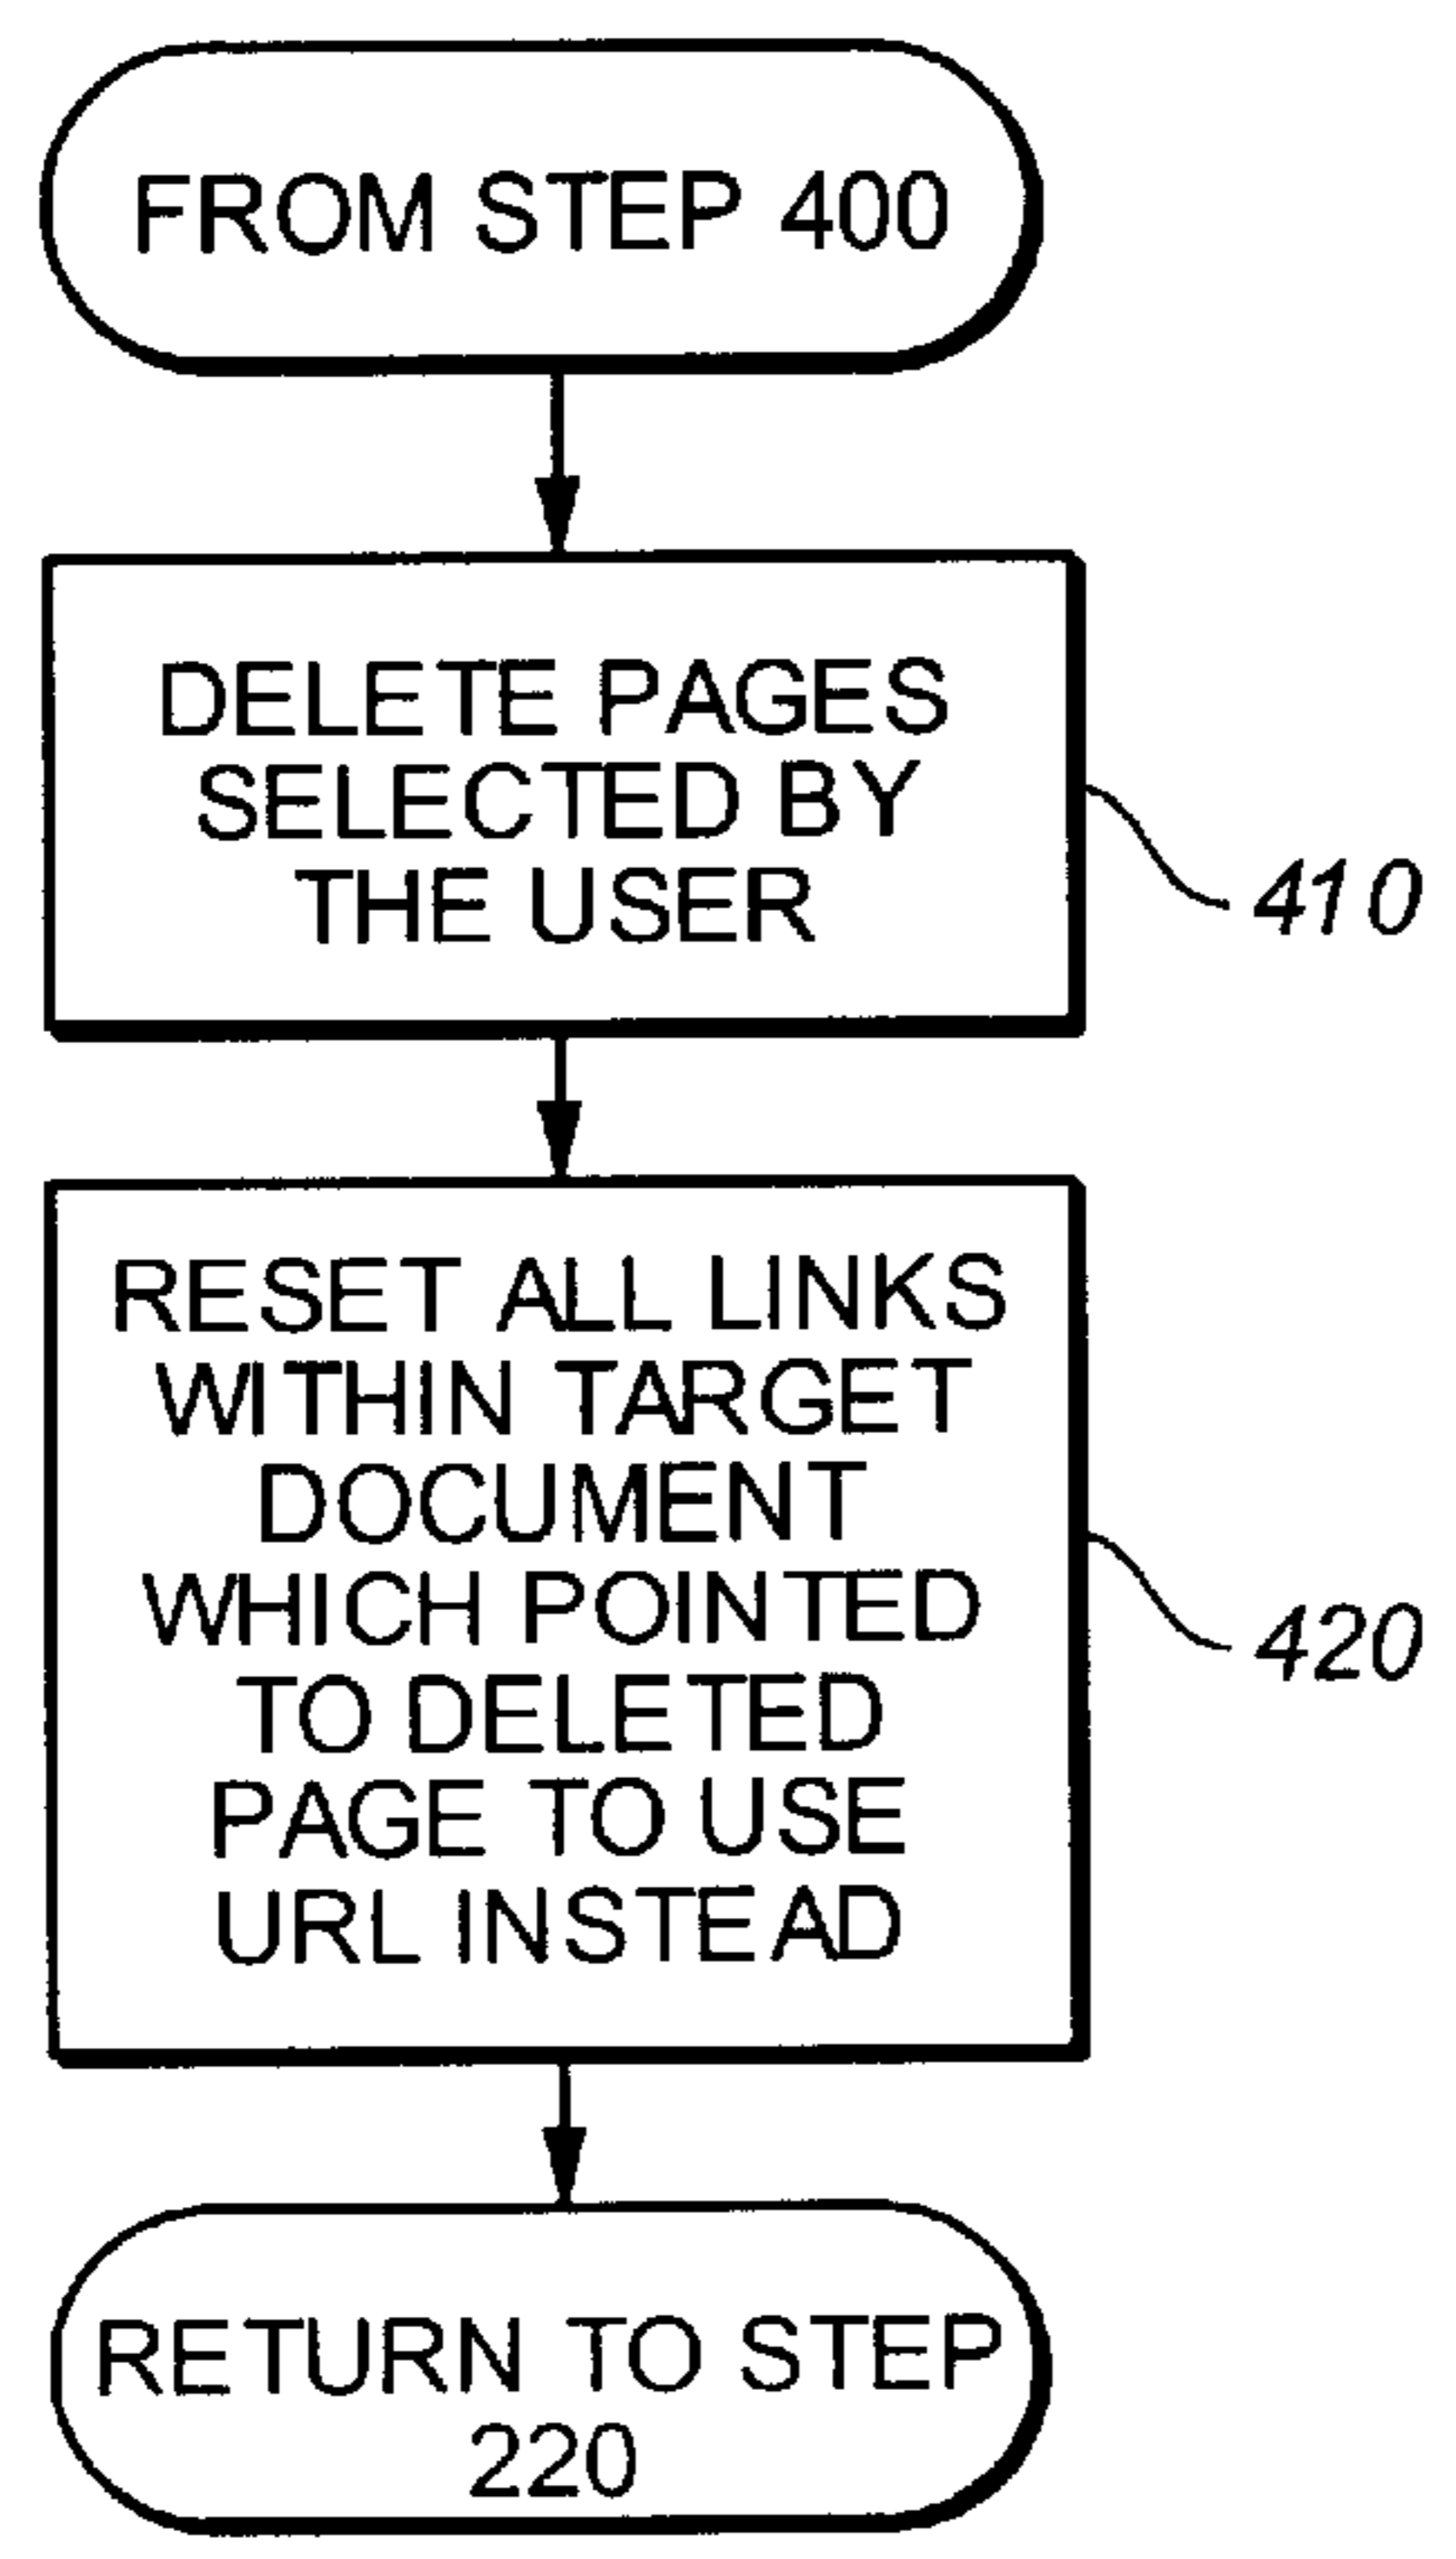 FROM STEP 400
DELETE PAGES
SELECTED BY
THE USER
410
RESET ALL LINKS
WITHIN TARGET
DOCUMENT
WHICH POINTED
TO DELETED
PAGE TO USE
URL INSTEAD
420
RETURN TO STEP
220